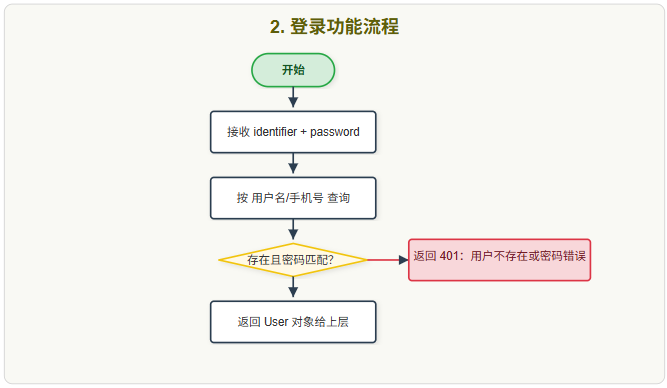 2. 登录功能流程
开始
接收 identifier + password
按 用户名/手机号 查询
存在且密码匹配?
返回 401：用户不存在或密码错误
返回 User 对象给上层